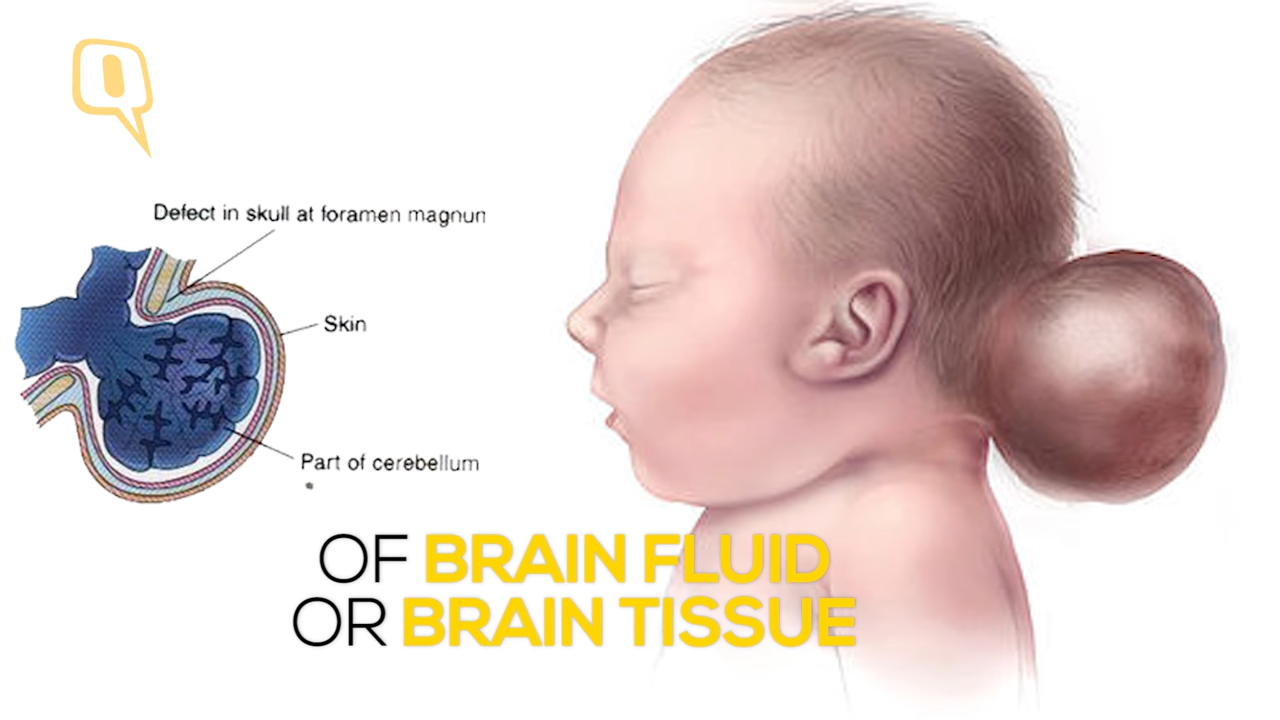 Defect in skull at foramen magnun
Skin
Part of cerebellum
OF BRAIN FLUID
OR BRAIN TISSUE